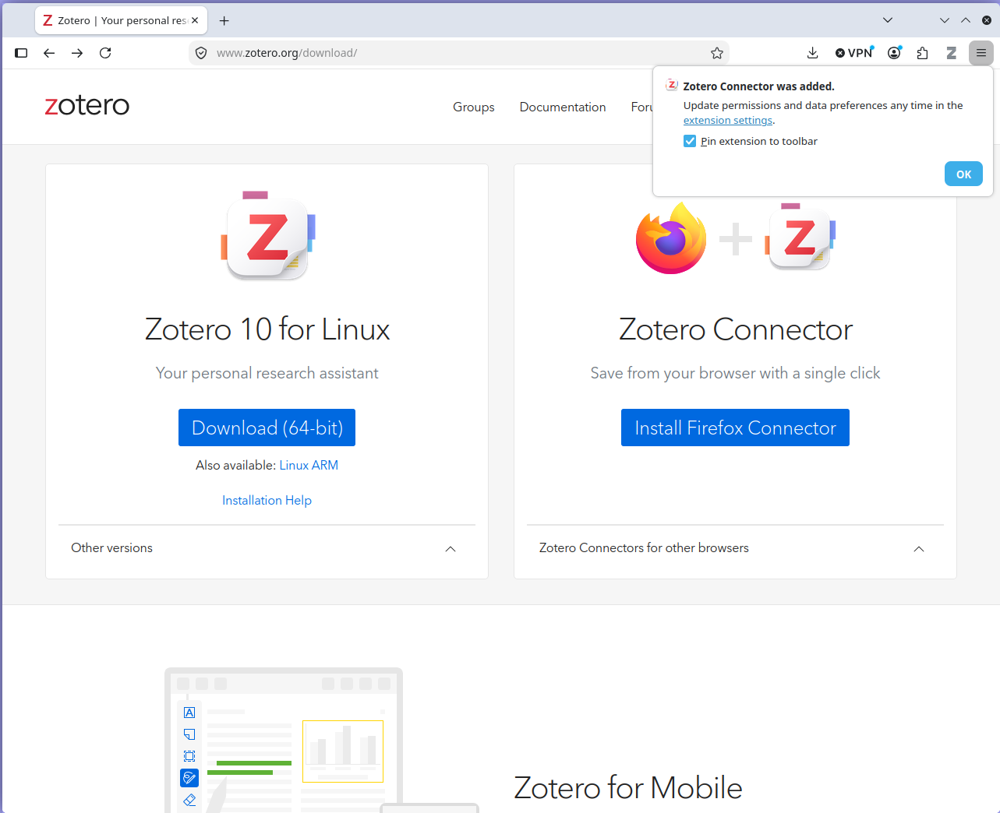 Zotero | Your personal res
www.zotero.org/download/
VPN
Zotero Connector was added.
Update permissions and data preferences any time in the
extension settings.
Pin extension to toolbar
OK
zotero
Groups
Documentation
Zotero 10 for Linux
Your personal research assistant
Download (64-bit)
Also available: Linux ARM
Installation Help
Other versions
Zotero Connector
Save from your browser with a single click
Install Firefox Connector
Zotero Connectors for other browsers
Zotero for Mobile